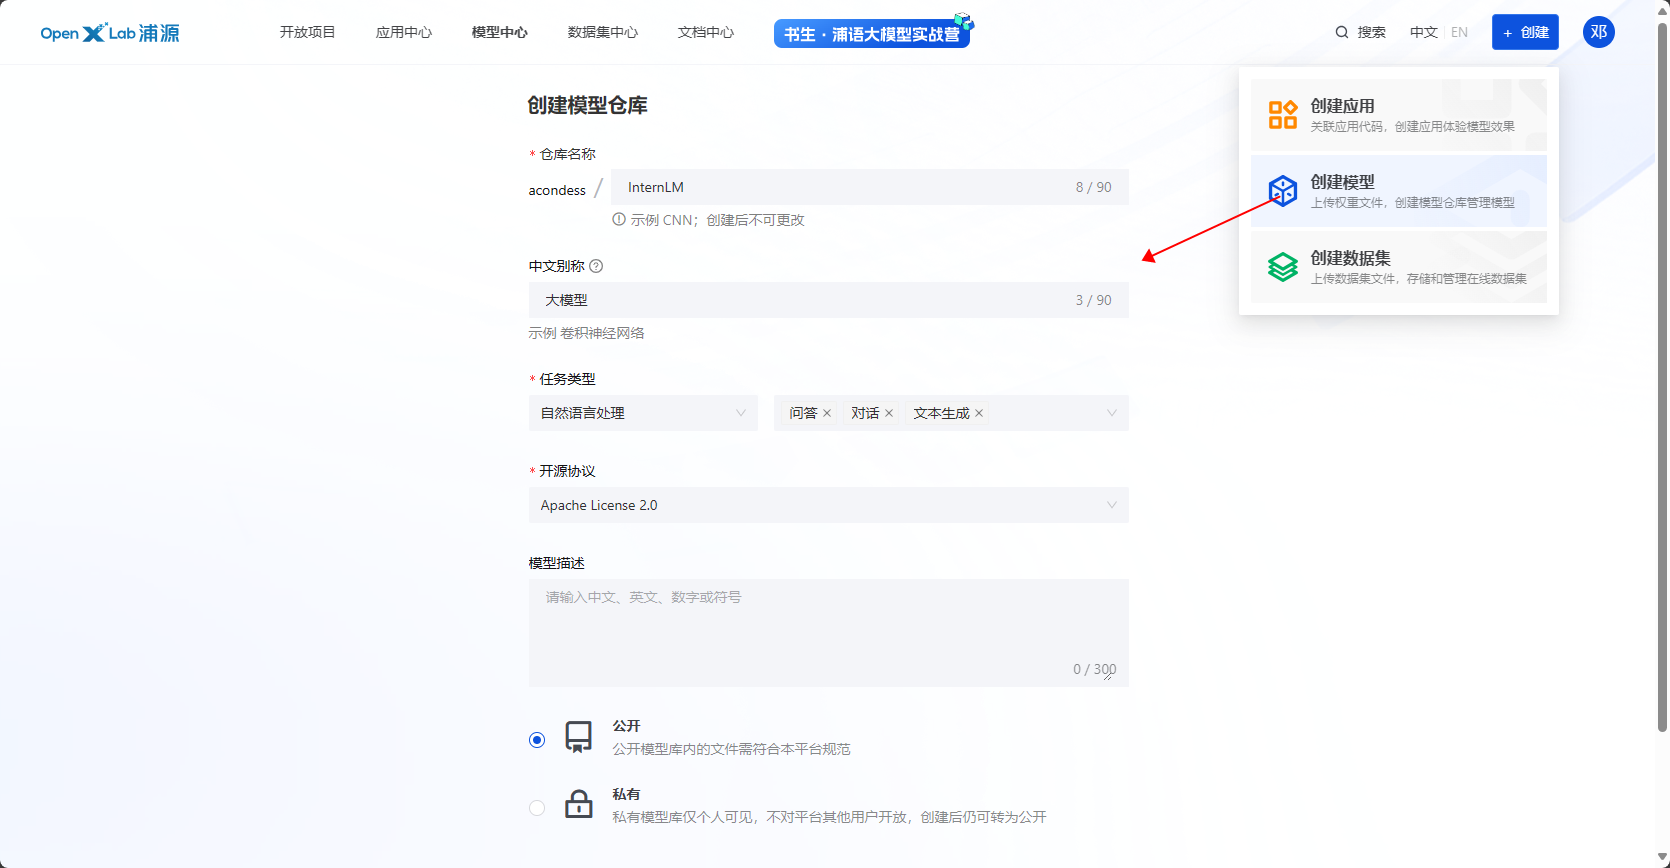 Open X Lab 浦源
开放项目
应用中心
模型中心
数据集中心
文档中心
书生·浦语大模型实战营
搜索
中文 | EN
+ 创建
邓
创建应用
关联应用代码，创建应用体验模型效果
创建模型
上传权重文件，创建模型仓库管理模型
创建数据集
上传数据集文件，存储和管理在线数据集
创建模型仓库
* 仓库名称
acondess / InternLM 8 / 90
示例 CNN；创建后不可更改
中文别称
大模型 3 / 90
示例 卷积神经网络
* 任务类型
自然语言处理 问答 × 对话 × 文本生成 ×
* 开源协议
Apache License 2.0
模型描述
请输入中文、英文、数字或符号
0 / 300
公开
公开模型库内的文件需符合本平台规范
私有
私有模型库仅个人可见，不对平台其他用户开放，创建后仍可转为公开